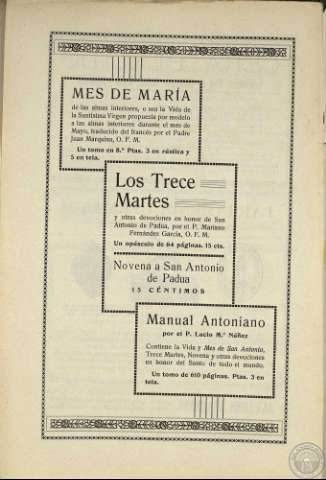 MES DE MARÍA
de las almas interiores, o sea la Vida de
la Santísima Virgen propuesta por modelo
a las almas interiores durante el mes de
Mayo, traducido del francés por el Padre
Juan Marquina, O. F. M.
Un tomo en 8.º Ptas. 3 en rústica y
5 en tela.
Los Trece
Martes
y otras devociones en honor de San
Antonio de Padua, por el P. Mariano
Fernández García, O. F. M.
Un opúsculo de 64 páginas. 15 cts.
Novena a San Antonio
de Padua
15 CÉNTIMOS
Manual Antoniano
por el P. Lucio M.ª Núñez
Contiene la Vida y Mes de San Antonio,
Trece Martes, Novena y otras devociones
en honor del Santo de todo el mundo.
Un tomo de 610 páginas. Ptas. 3 en
tela.